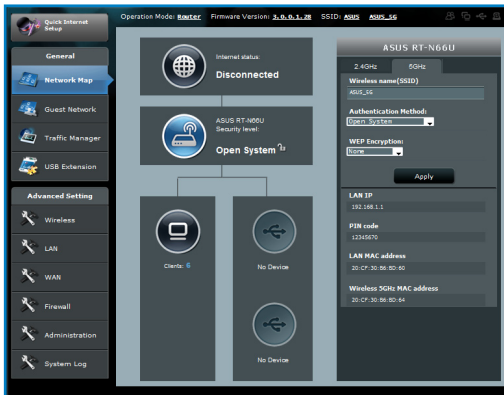 Quick Internet
Setup
Operation Mode: Router Firmware Version: 3.0.0.1.28 SSID: ASUS ASUS_5G
General
Network Map
Guest Network
Traffic Manager
USB Extension
Advanced Setting
Wireless
LAN
WAN
Firewall
Administration
System Log
Internet status:
Disconnected
ASUS RT-N66U
Security level:
Open System
Clients: 6
No Device
No Device
ASUS RT-N66U
2.4GHz 5GHz
Wireless name(SSID)
ASUS_5G
Authentication Method:
Open System
WEP Encryption:
None
Apply
LAN IP
192.168.1.1
PIN code
12345670
LAN MAC address
20:CF:30:B6:BD:60
Wireless 5GHz MAC address
20:CF:30:B6:BD:64